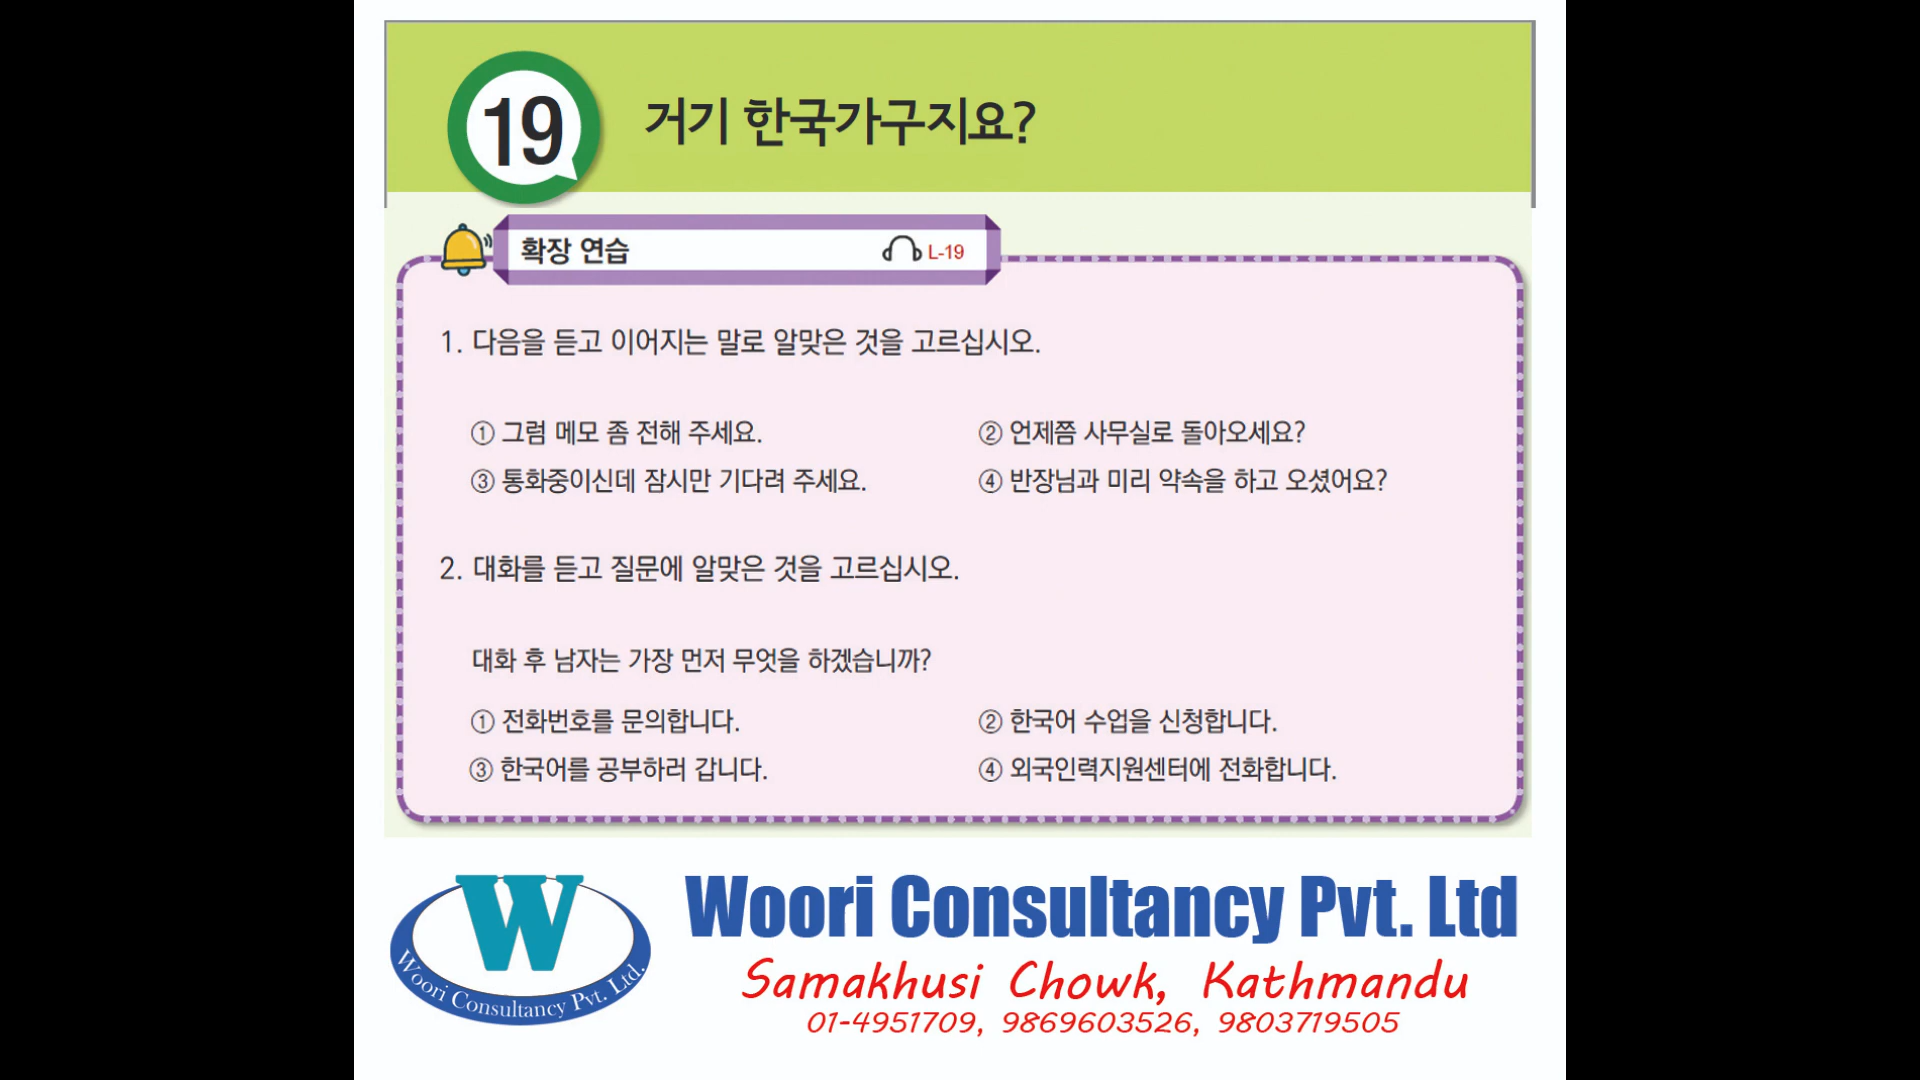 19
거기 한국가구지요?
확장 연습
L-19
1. 다음을 듣고 이어지는 말로 알맞은 것을 고르십시오.
① 그럼 메모 좀 전해 주세요.
② 언제쯤 사무실로 돌아오세요?
③ 통화중이신데 잠시만 기다려 주세요.
④ 반장님과 미리 약속을 하고 오셨어요?
2. 대화를 듣고 질문에 알맞은 것을 고르십시오.
대화 후 남자는 가장 먼저 무엇을 하겠습니까?
① 전화번호를 문의합니다.
② 한국어 수업을 신청합니다.
③ 한국어를 공부하러 갑니다.
④ 외국인력지원센터에 전화합니다.
W
Woori Consultancy Pvt. Ltd.
Woori Consultancy Pvt. Ltd
Samakhusi Chowk, Kathmandu
01-4951709, 9869603526, 9803719505